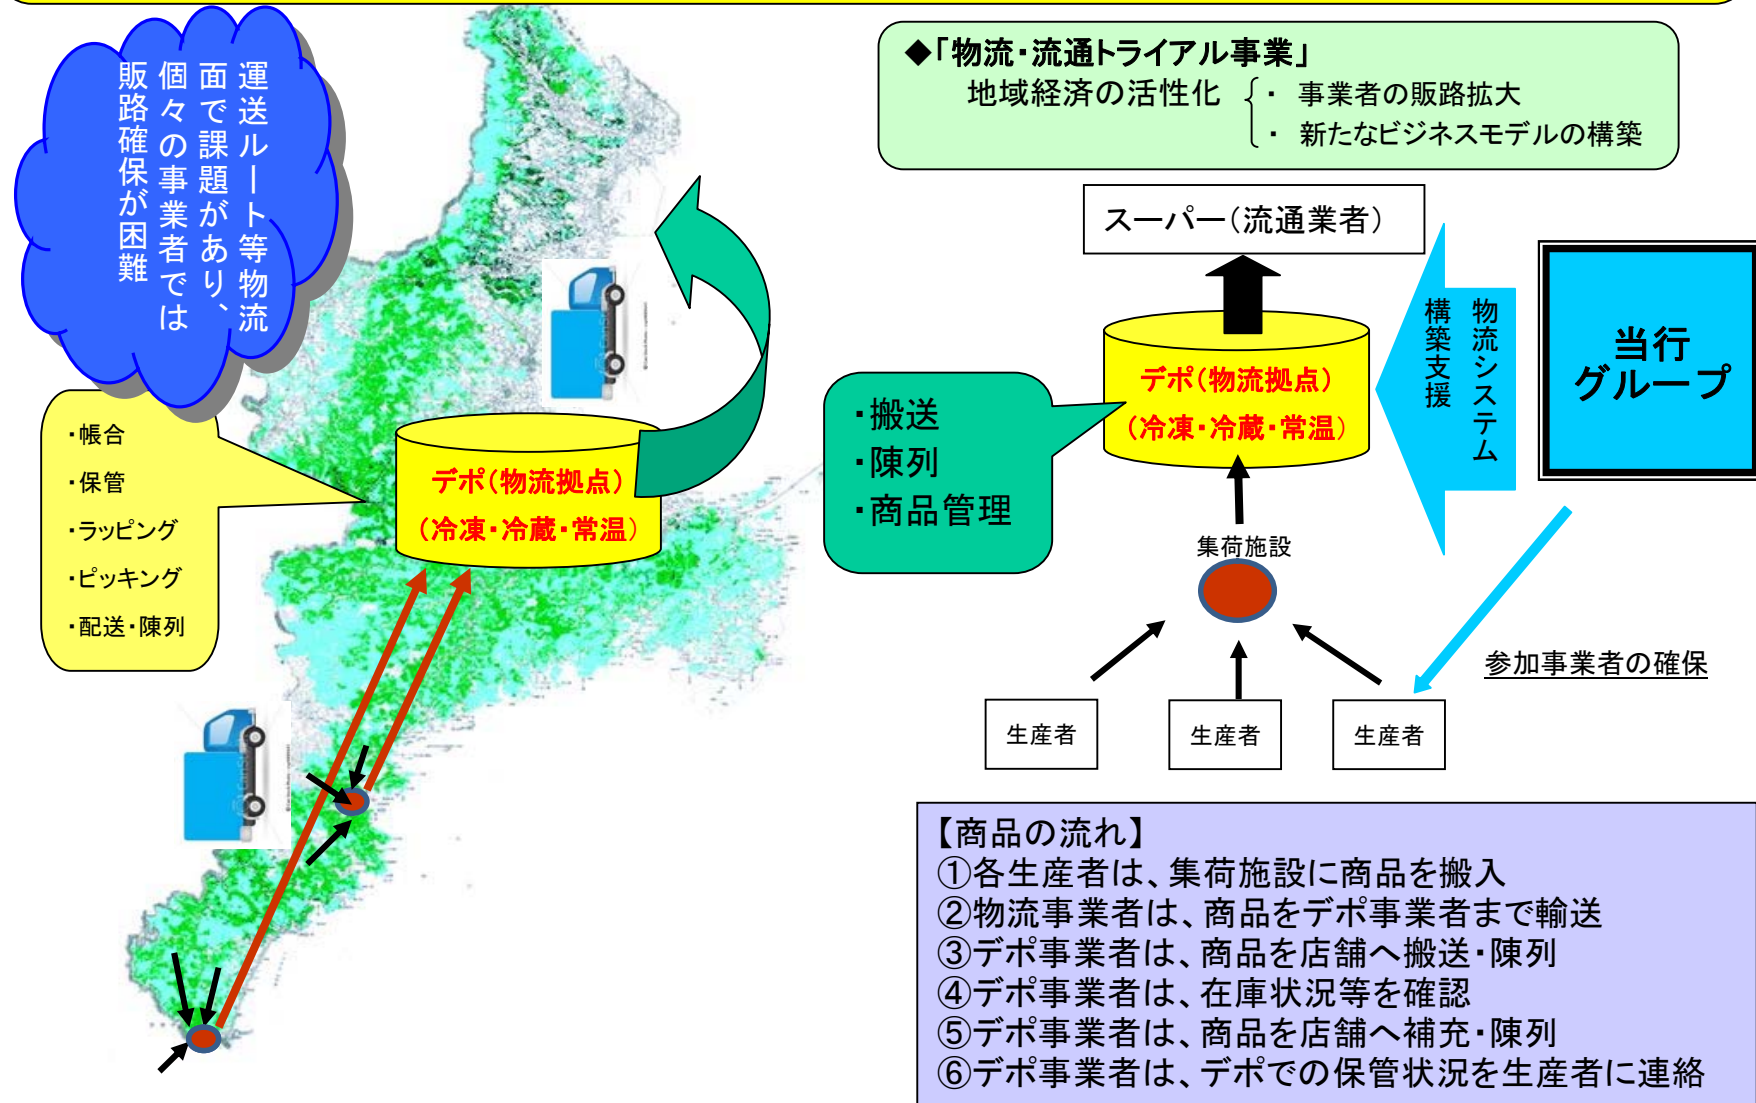 運送ルート等物流
面で課題があり、
個々の事業者では
販路確保が困難
・帳合
・保管
・ラッピング
・ピッキング
・配送・陳列
デポ(物流拠点)
(冷凍・冷蔵・常温)
◆「物流・流通トライアル事業」
地域経済の活性化 ・ 事業者の販路拡大
・ 新たなビジネスモデルの構築
スーパー(流通業者)
デポ(物流拠点)
(冷凍・冷蔵・常温)
・搬送
・陳列
・商品管理
物流システム
構築支援
当行
グループ
集荷施設
参加事業者の確保
生産者
生産者
生産者
【商品の流れ】
①各生産者は、集荷施設に商品を搬入
②物流事業者は、商品をデポ事業者まで輸送
③デポ事業者は、商品を店舗へ搬送・陳列
④デポ事業者は、在庫状況等を確認
⑤デポ事業者は、商品を店舗へ補充・陳列
⑥デポ事業者は、デポでの保管状況を生産者に連絡